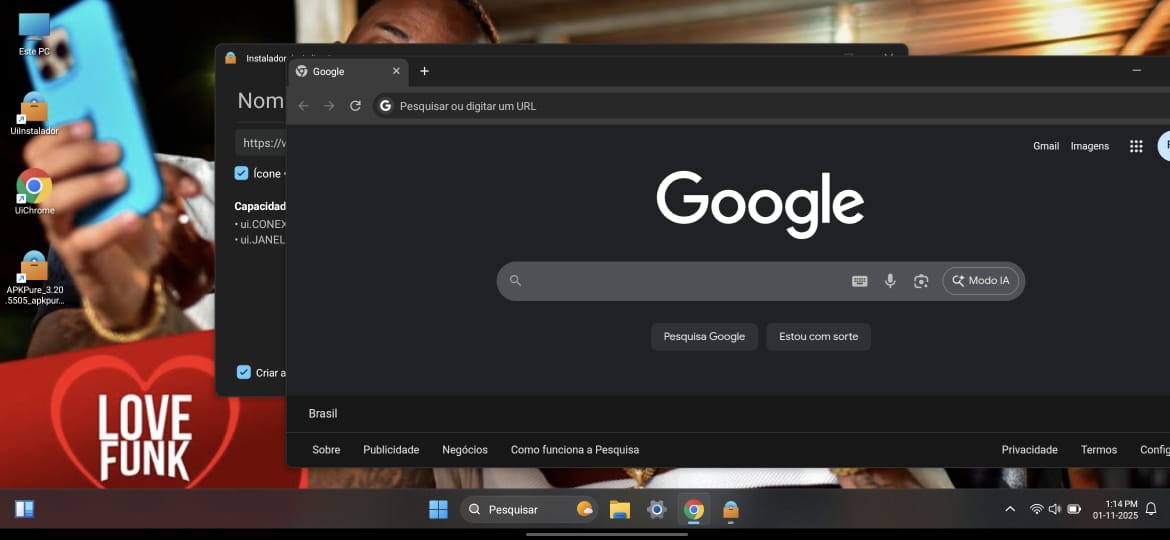 Este PC
UiInstalador
UiChrome
APKPure_3.20
.5505_apkpur...
Instalador
Nom
https://v
Ícone
Capacidad
• ui.CONEX
• ui.JANEL
Criar a
Google
Pesquisar ou digitar um URL
Gmail Imagens
Google
Modo IA
Pesquisa Google Estou com sorte
Brasil
Sobre Publicidade Negócios Como funciona a Pesquisa Privacidade Termos Config
LOVE
FUNK
Pesquisar
1:14 PM
01-11-2025